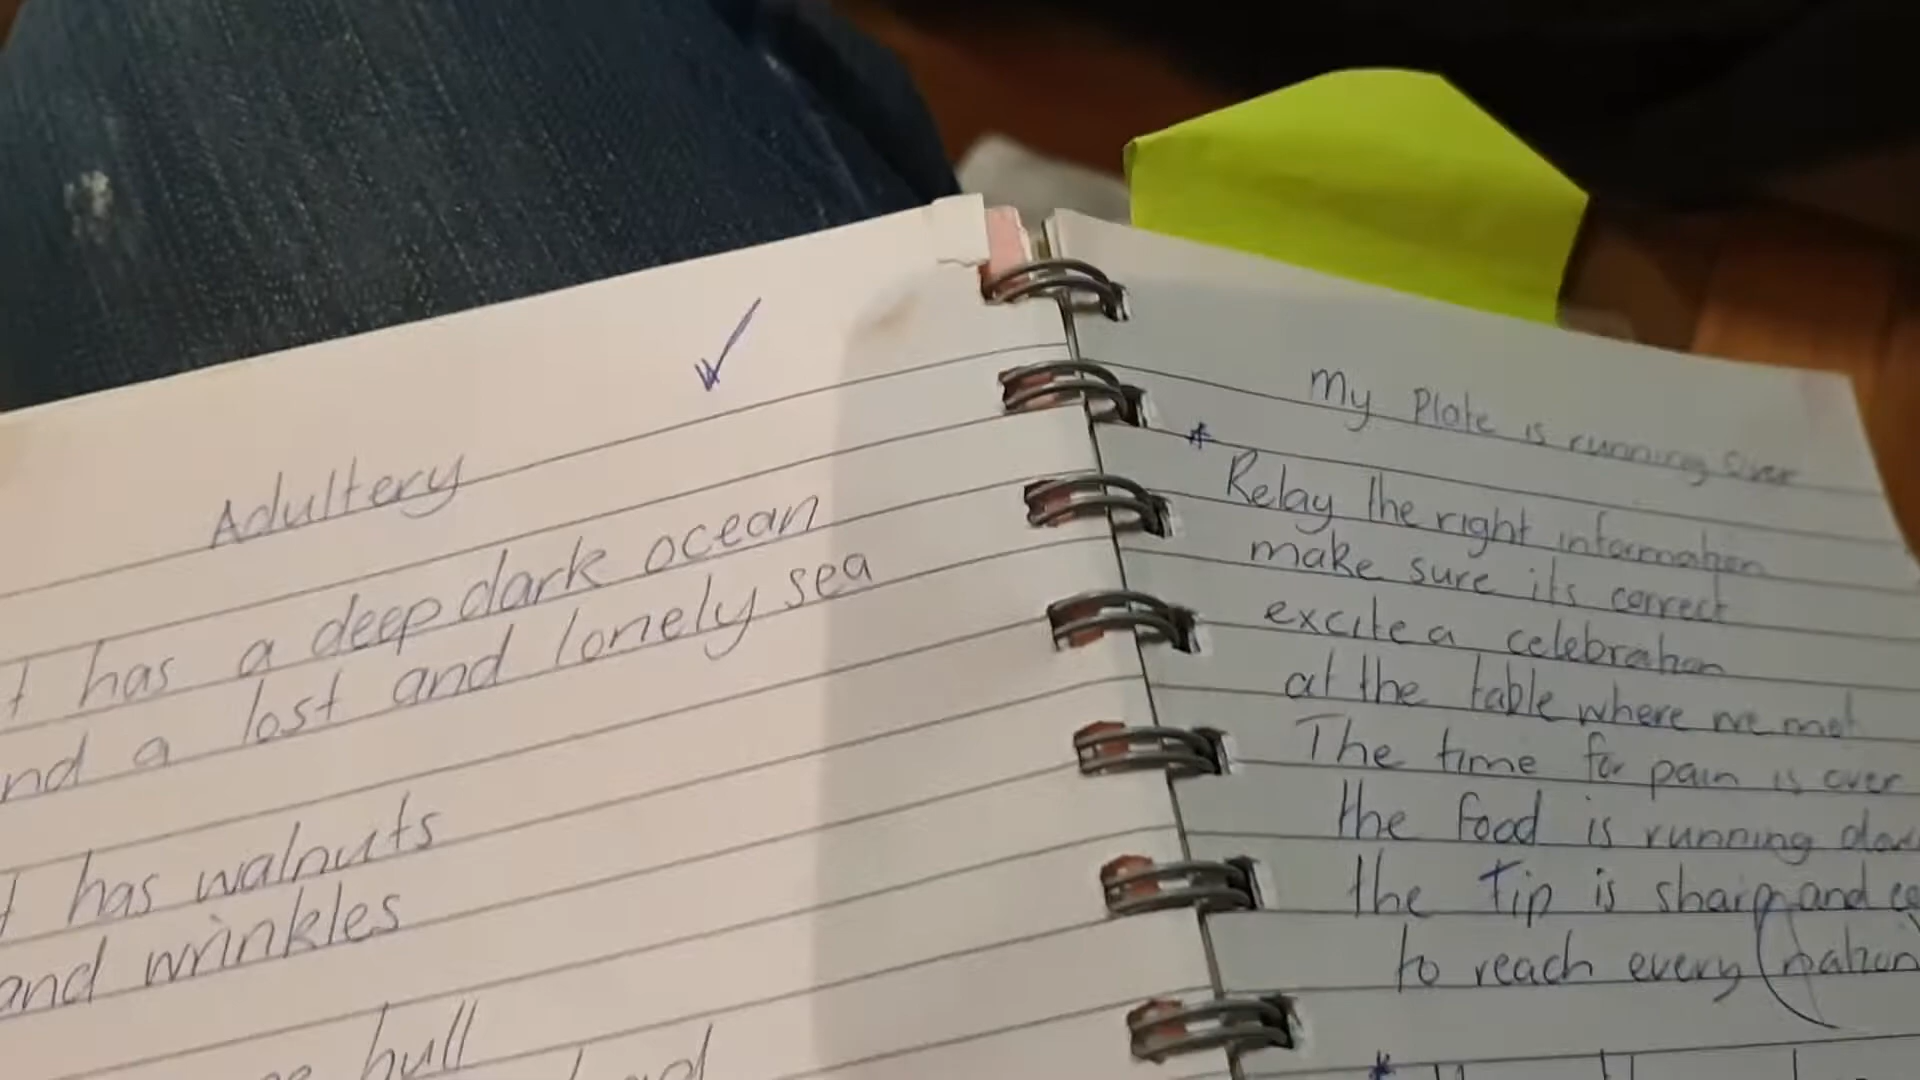 Adultery
has a deep dark ocean
a lost and lonely sea
has walnuts
and wrinkles
bull
My plate is running over
* Relay the right information
make sure its correct
excite a celebration
at the table where we met
The time for pain is over
the food is running
the tip is sharp and
to reach every (nation
*